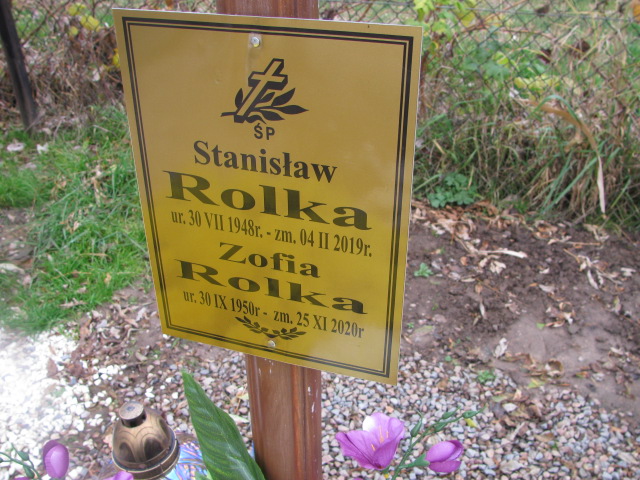 ŚP
Stanisław
Rolka
ur. 30 VII 1948r. - zm. 04 II 2019r.
Zofia
Rolka
ur. 30 IX 1950r - zm. 25 XI 2020r